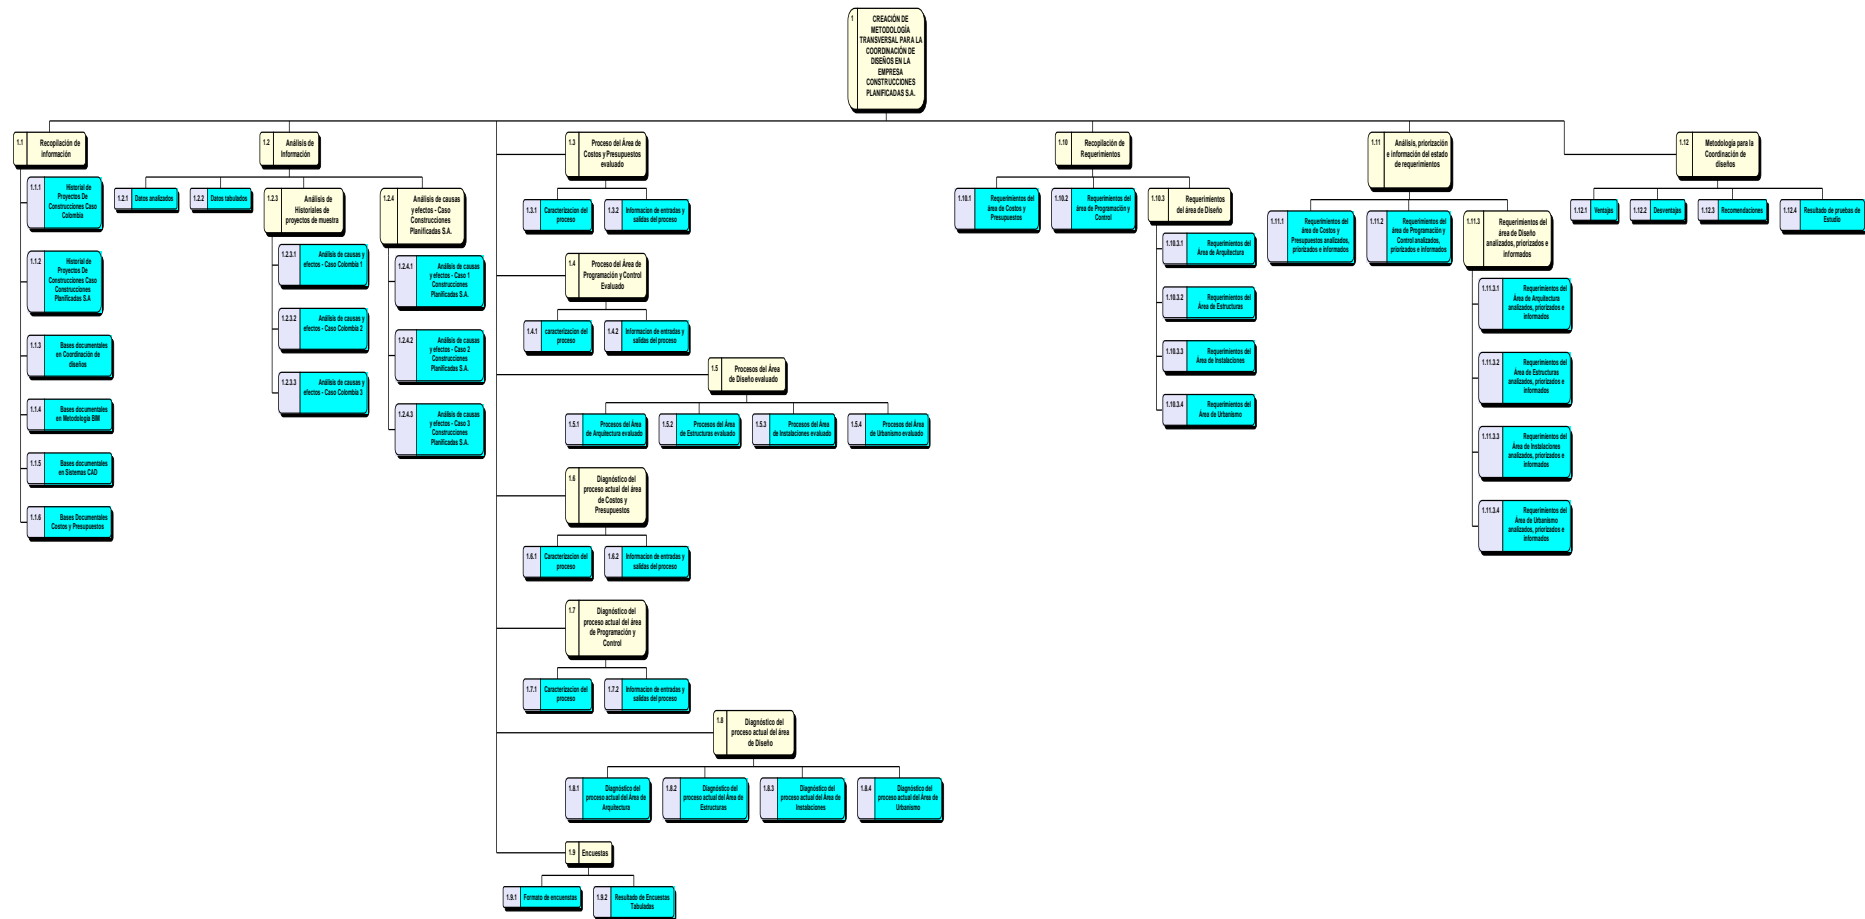 1
CREACIÓN DE
METODOLOGÍA
TRANSVERSAL PARA LA
COORDINACIÓN DE
DISEÑOS EN LA
EMPRESA
CONSTRUCCIONES
PLANIFICADAS S.A.
1.1
Recopilación de
información
1.1.1
Historial de
Proyectos De
Construcciones Caso
Colombia
1.1.2
Historial de
Proyectos De
Construcciones Caso
Construcciones
Planificadas S.A
1.1.3
Bases documentales
en Coordinación de
diseños
1.1.4
Bases documentales
en Metodología BIM
1.1.5
Bases documentales
en Sistemas CAD
1.1.6
Bases Documentales
Costos y Presupuestos
1.2
Análisis de
Información
1.2.1
Datos analizados
1.2.2
Datos tabulados
1.2.3
Análisis de
Historiales de
proyectos de muestra
1.2.3.1
Análisis de causas y
efectos - Caso Colombia 1
1.2.3.2
Análisis de causas y
efectos - Caso Colombia 2
1.2.3.3
Análisis de causas y
efectos - Caso Colombia 3
1.2.4
Análisis de causas
y efectos - Caso
Construcciones
Planificadas S.A.
1.2.4.1
Análisis de causas
y efectos - Caso 1
Construcciones
Planificadas S.A.
1.2.4.2
Análisis de causas
y efectos - Caso 2
Construcciones
Planificadas S.A.
1.2.4.3
Análisis de causas
y efectos - Caso 3
Construcciones
Planificadas S.A.
1.3
Proceso del Área de
Costos y Presupuestos
evaluado
1.3.1
Caracterizacion del
proceso
1.3.2
Informacion de entradas y
salidas del proceso
1.4
Proceso del Área de
Programación y Control
Evaluado
1.4.1
caracterizacion del
proceso
1.4.2
Informacion de entradas y
salidas del proceso
1.5
Procesos del Área
de Diseño evaluado
1.5.1
Procesos del Área
de Arquitectura evaluado
1.5.2
Procesos del Área
de Estructuras evaluado
1.5.3
Procesos del Área
de Instalaciones evaluado
1.5.4
Procesos del Área
de Urbanismo evaluado
1.6
Diagnóstico del
proceso actual del área
de Costos y
Presupuestos
1.6.1
Caracterizacion del
proceso
1.6.2
Informacion de entradas y
salidas del proceso
1.7
Diagnóstico del
proceso actual del área
de Programación y
Control
1.7.1
Caracterizacion del
proceso
1.7.2
Informacion de entradas y
salidas del proceso
1.8
Diagnóstico del
proceso actual del área
de Diseño
1.8.1
Diagnóstico del
proceso actual del Área de
Arquitectura
1.8.2
Diagnóstico del
proceso actual del Área de
Estructuras
1.8.3
Diagnóstico del
proceso actual del Área de
Instalaciones
1.8.4
Diagnóstico del
proceso actual del Área de
Urbanismo
1.9
Encuestas
1.9.1
Formato de encuenstas
1.9.2
Resultado de Encuestas
Tabuladas
1.10
Recopilación de
Requerimientos
1.10.1
Requerimientos del
área de Costos y
Presupuestos
1.10.2
Requerimientos del
área de Programación y
Control
1.10.3
Requerimientos
del área de Diseño
1.10.3.1
Requerimientos del
Área de Arquitectura
1.10.3.2
Requerimientos del
Área de Estructuras
1.10.3.3
Requerimientos del
Área de Instalaciones
1.10.3.4
Requerimientos del
Área de Urbanismo
1.11
Análisis, priorización
e información del estado
de requerimientos
1.11.1
Requerimientos del
área de Costos y
Presupuestos analizados,
priorizados e informados
1.11.2
Requerimientos del
área de Programación y
Control analizados,
priorizados e informados
1.11.3
Requerimientos del
área de Diseño
analizados, priorizados e
informados
1.11.3.1
Requerimientos del
Área de Arquitectura
analizados, priorizados e
informados
1.11.3.2
Requerimientos del
Área de Estructuras
analizados, priorizados e
informados
1.11.3.3
Requerimientos del
Área de Instalaciones
analizados, priorizados e
informados
1.11.3.4
Requerimientos del
Área de Urbanismo
analizados, priorizados e
informados
1.12
Metodología para la
Coordinación de
diseños
1.12.1
Ventajas
1.12.2
Desventajas
1.12.3
Recomendaciones
1.12.4
Resultado de pruebas de
Estudio